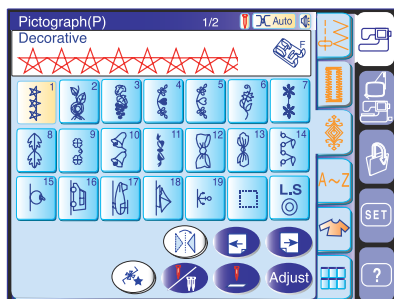 Pictograph(P) 1/2 Auto
Decorative
F
1 2 3 4 5 6 7
8 9 10 11 12 13 14
15 16 17 18 19 L.S
A~Z
SET
Adjust
?